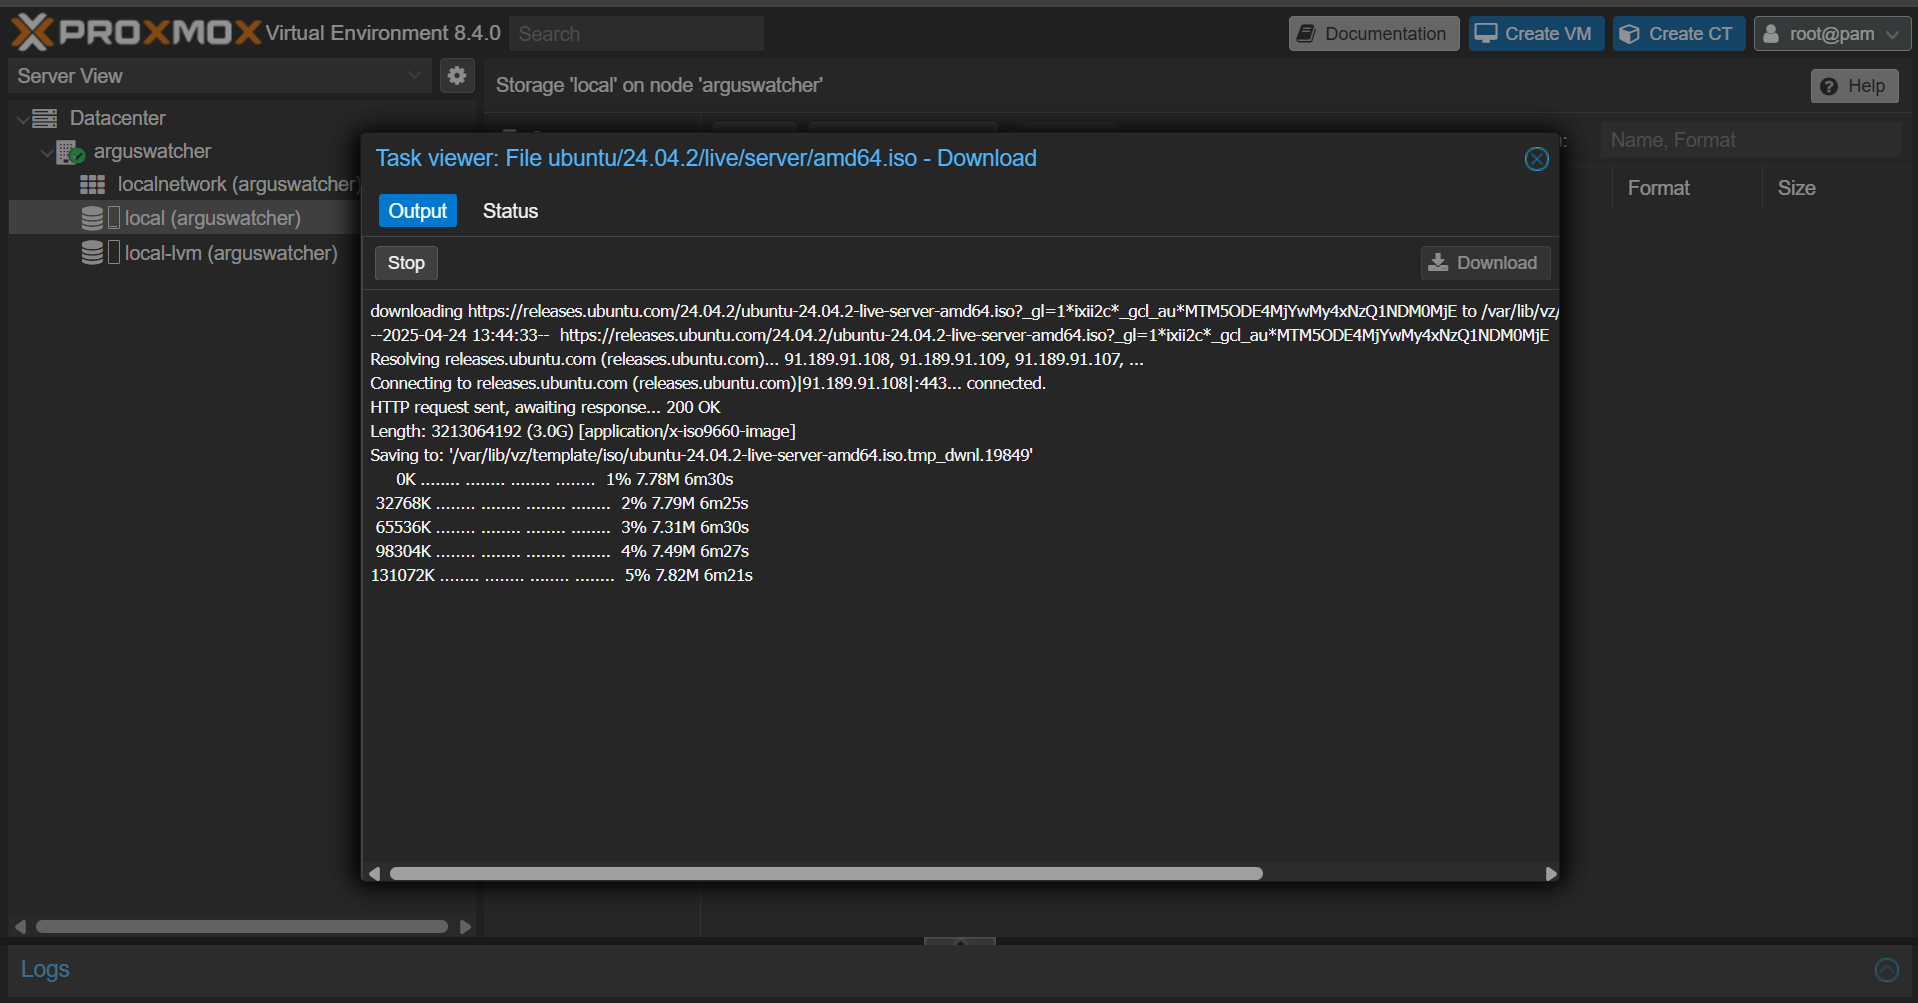 PROXMOX Virtual Environment 8.4.0 Search Documentation Create VM Create CT root@pam
Server View
Storage 'local' on node 'arguswatcher' Help
Datacenter
arguswatcher
localnetwork (arguswatcher)
local (arguswatcher)
local-lvm (arguswatcher)
Name, Format
Format Size
Task viewer: File ubuntu/24.04.2/live/server/amd64.iso - Download
Output Status
Stop Download
downloading https://releases.ubuntu.com/24.04.2/ubuntu-24.04.2-live-server-amd64.iso?_gl=1*ixii2c*_gcl_au*MTM5ODE4MjYwMy4xNzQ1NDM0MjE to /var/lib/vz/
--2025-04-24 13:44:33-- https://releases.ubuntu.com/24.04.2/ubuntu-24.04.2-live-server-amd64.iso?_gl=1*ixii2c*_gcl_au*MTM5ODE4MjYwMy4xNzQ1NDM0MjE
Resolving releases.ubuntu.com (releases.ubuntu.com)... 91.189.91.108, 91.189.91.109, 91.189.91.107, ...
Connecting to releases.ubuntu.com (releases.ubuntu.com)|91.189.91.108|:443... connected.
HTTP request sent, awaiting response... 200 OK
Length: 3213064192 (3.0G) [application/x-iso9660-image]
Saving to: '/var/lib/vz/template/iso/ubuntu-24.04.2-live-server-amd64.iso.tmp_dwnl.19849'
0K ........ ........ ........ ........ 1% 7.78M 6m30s
32768K ........ ........ ........ ........ 2% 7.79M 6m25s
65536K ........ ........ ........ ........ 3% 7.31M 6m30s
98304K ........ ........ ........ ........ 4% 7.49M 6m27s
131072K ........ ........ ........ ........ 5% 7.82M 6m21s
Logs